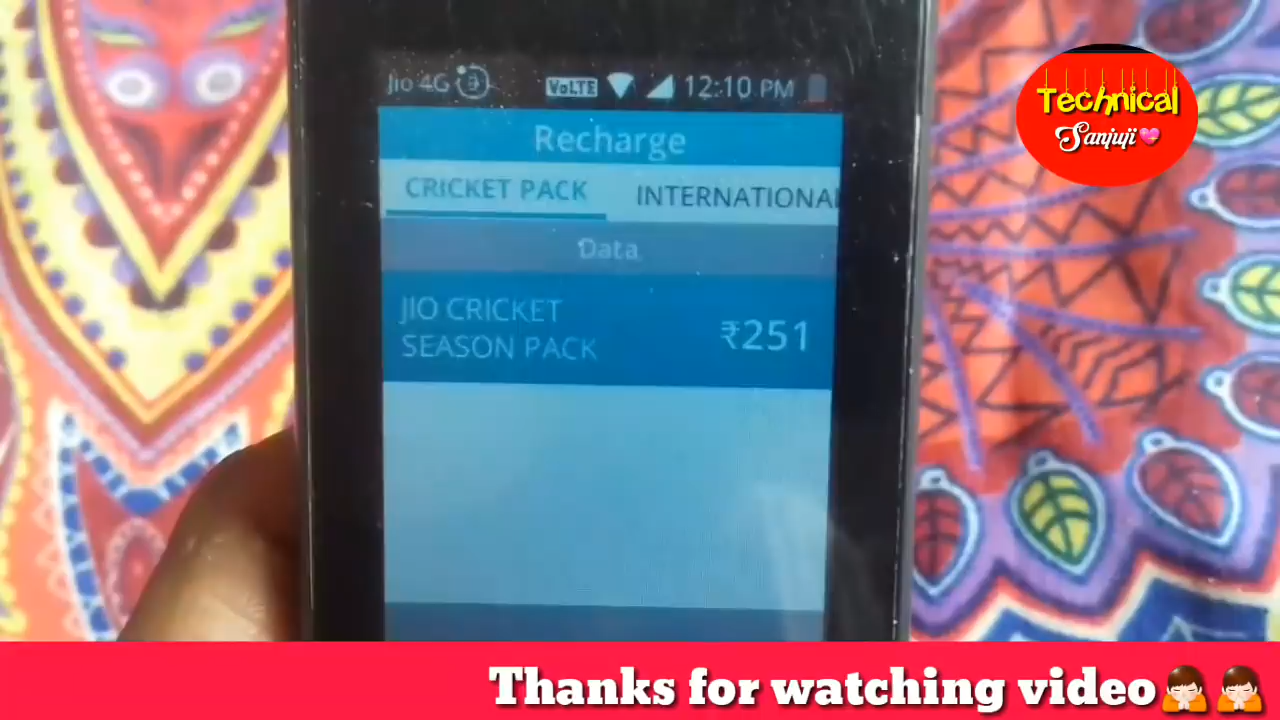 Jio 4G VoLTE 12:10 PM
Recharge
CRICKET PACK INTERNATIONAL
Data
JIO CRICKET
SEASON PACK
₹251
Technical
Sanjuji
Thanks for watching video